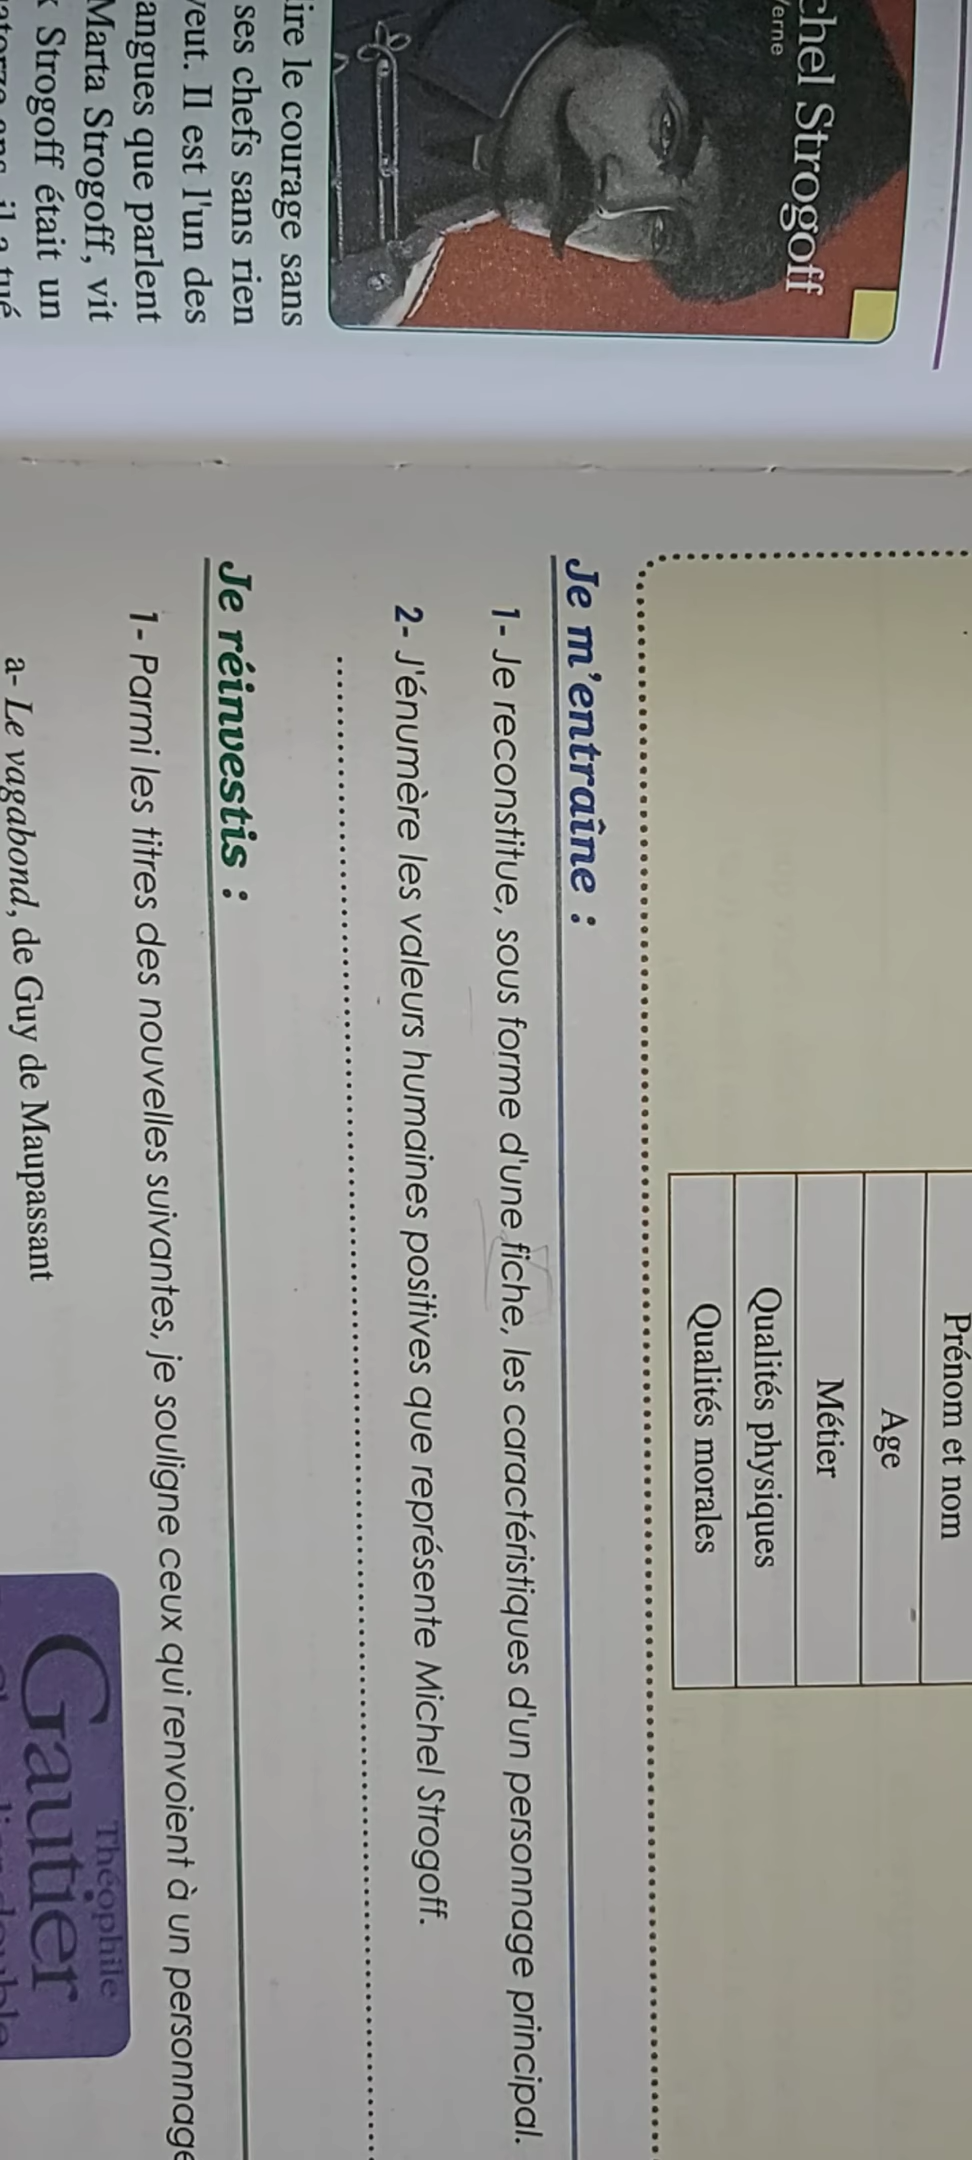 chel Strogoff
Verne
ire le courage sans
ses chefs sans rien
veut. Il est l'un des
angues que parlent
Marta Strogoff, vit
Strogoff était un
il a tué
Prénom et nom
Age
Métier
Qualités physiques
Qualités morales
Je m'entraîne :
1- Je reconstitue, sous forme d'une fiche, les caractéristiques d'un personnage principal.
2- J'énumère les valeurs humaines positives que représente Michel Strogoff.
Je réinvestis :
1- Parmi les titres des nouvelles suivantes, je souligne ceux qui renvoient à un personnage
a- Le vagabond, de Guy de Maupassant
Théophile
Gautier